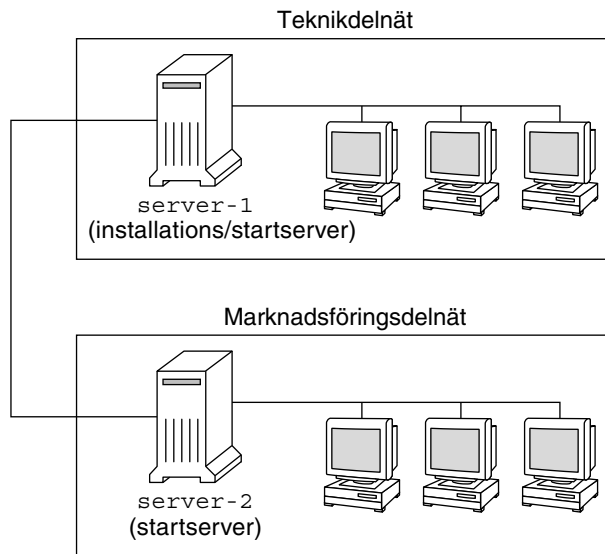 Teknikdelnät
server-1
(installations/startserver)
Marknadsföringsdelnät
server-2
(startserver)